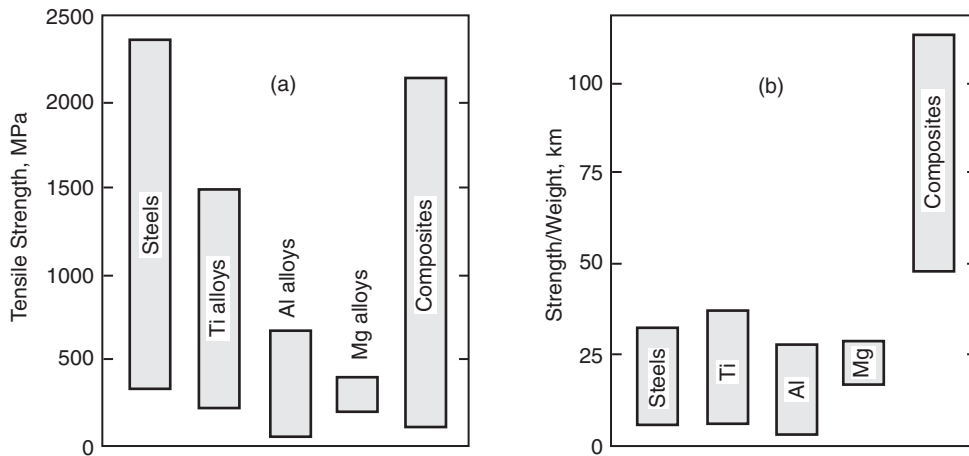 2500
2000
1500
1000
500
0
Tensile Strength, MPa
(a)
Steels
Ti alloys
Al alloys
Mg alloys
Composites
100
75
50
25
0
Strength/Weight, km
(b)
Steels
Ti
Al
Mg
Composites